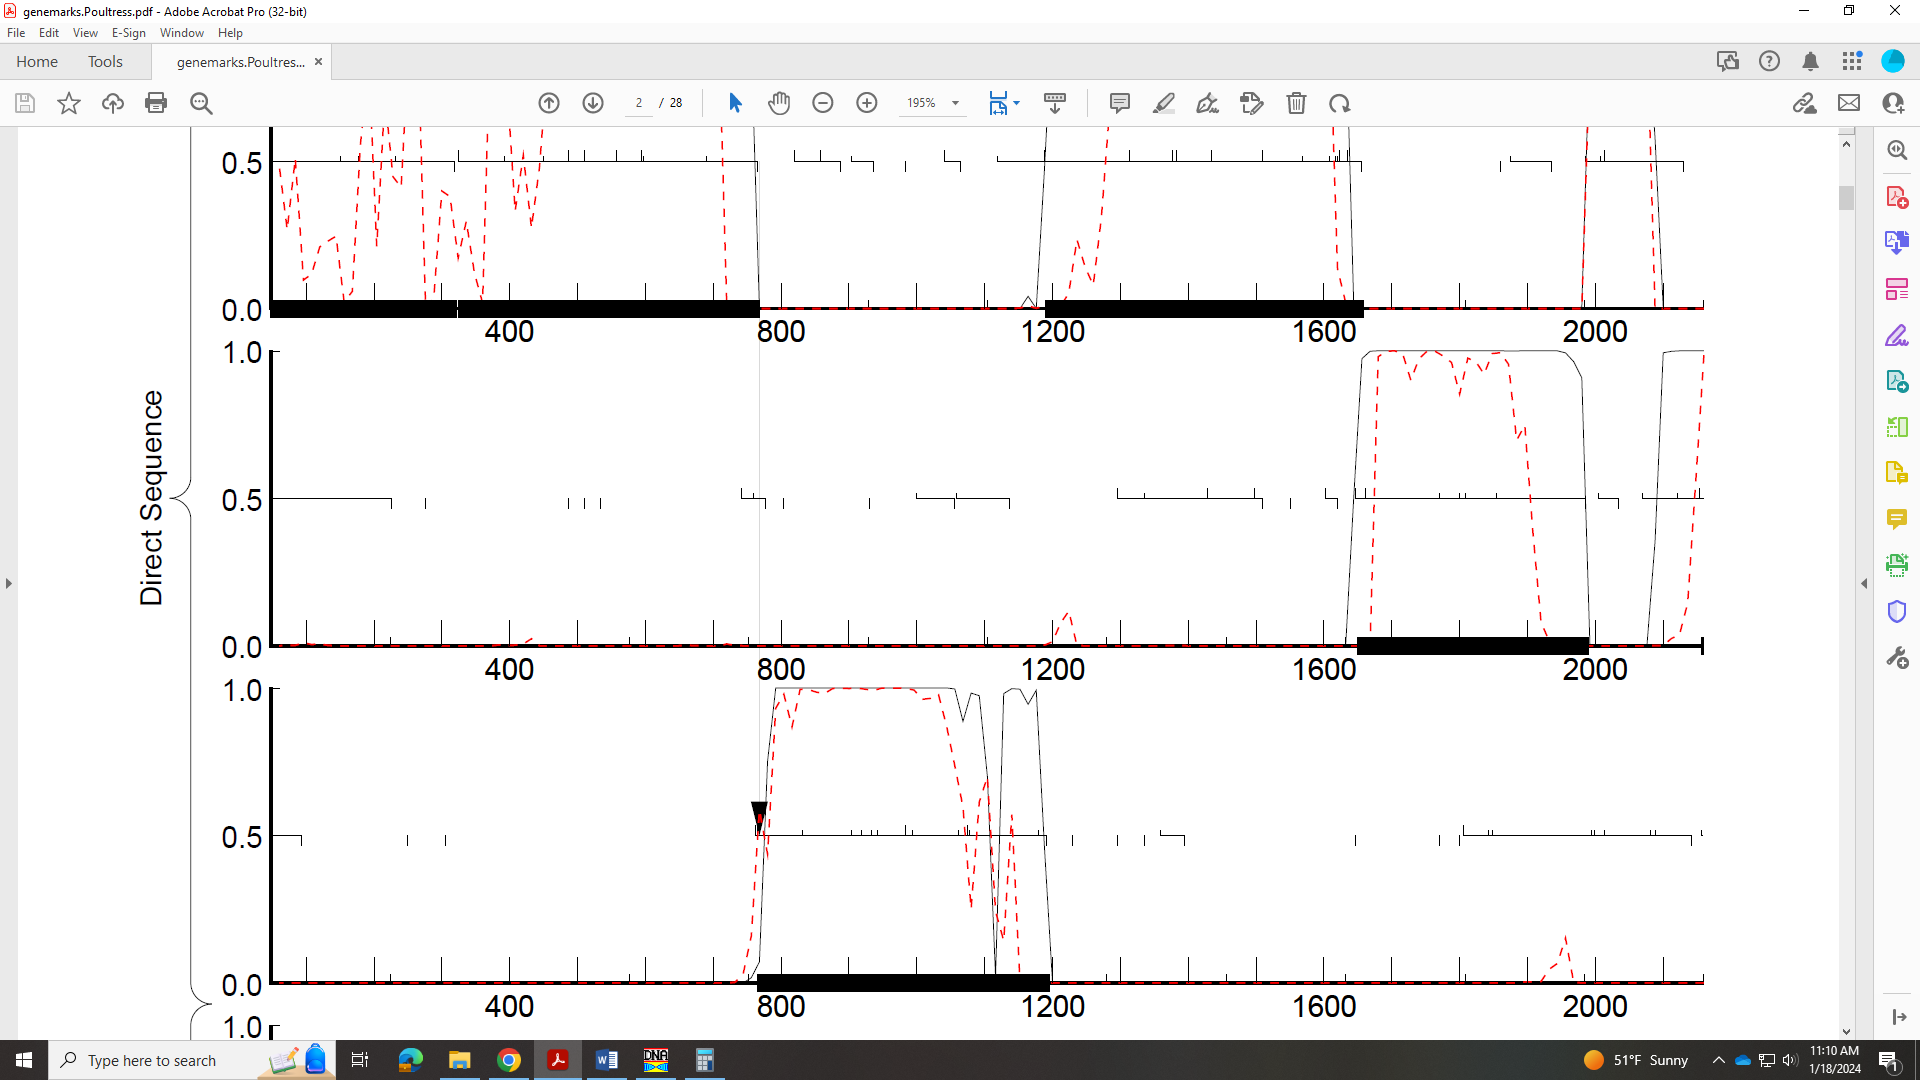 genemarks.Poultress.pdf - Adobe Acrobat Pro (32-bit)
File Edit View E-Sign Window Help
Home Tools genemarks.Poultres... ×
2 / 28 195%
0.5
0.0
400 800 1200 1600 2000
1.0
0.5
0.0
400 800 1200 1600 2000
Direct Sequence
1.0
0.5
0.0
400 800 1200 1600 2000
1.0
Type here to search
DNA
51°F Sunny
11:10 AM
1/18/2024
1